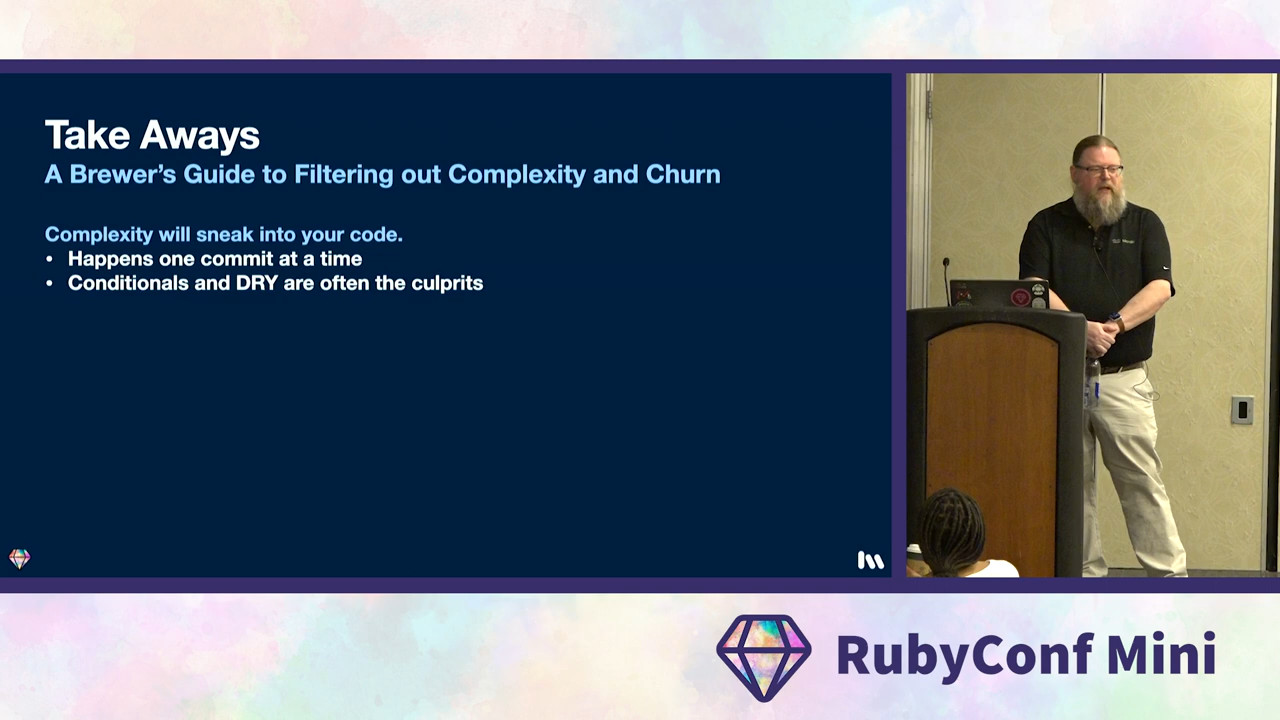 Take Aways
A Brewer's Guide to Filtering out Complexity and Churn
Complexity will sneak into your code.
• Happens one commit at a time
• Conditionals and DRY are often the culprits
RubyConf Mini